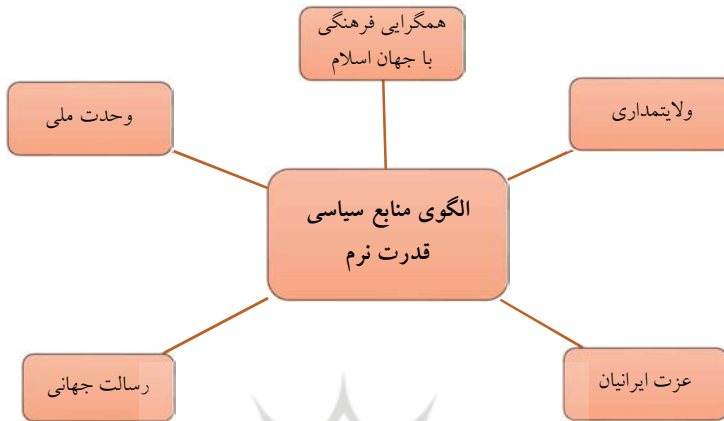 همگرایی فرهنگی
با جهان اسلام
ولایتمداری
وحدت ملی
الگوی منابع سیاسی
قدرت نرم
عزت ایرانیان
رسالت جهانی